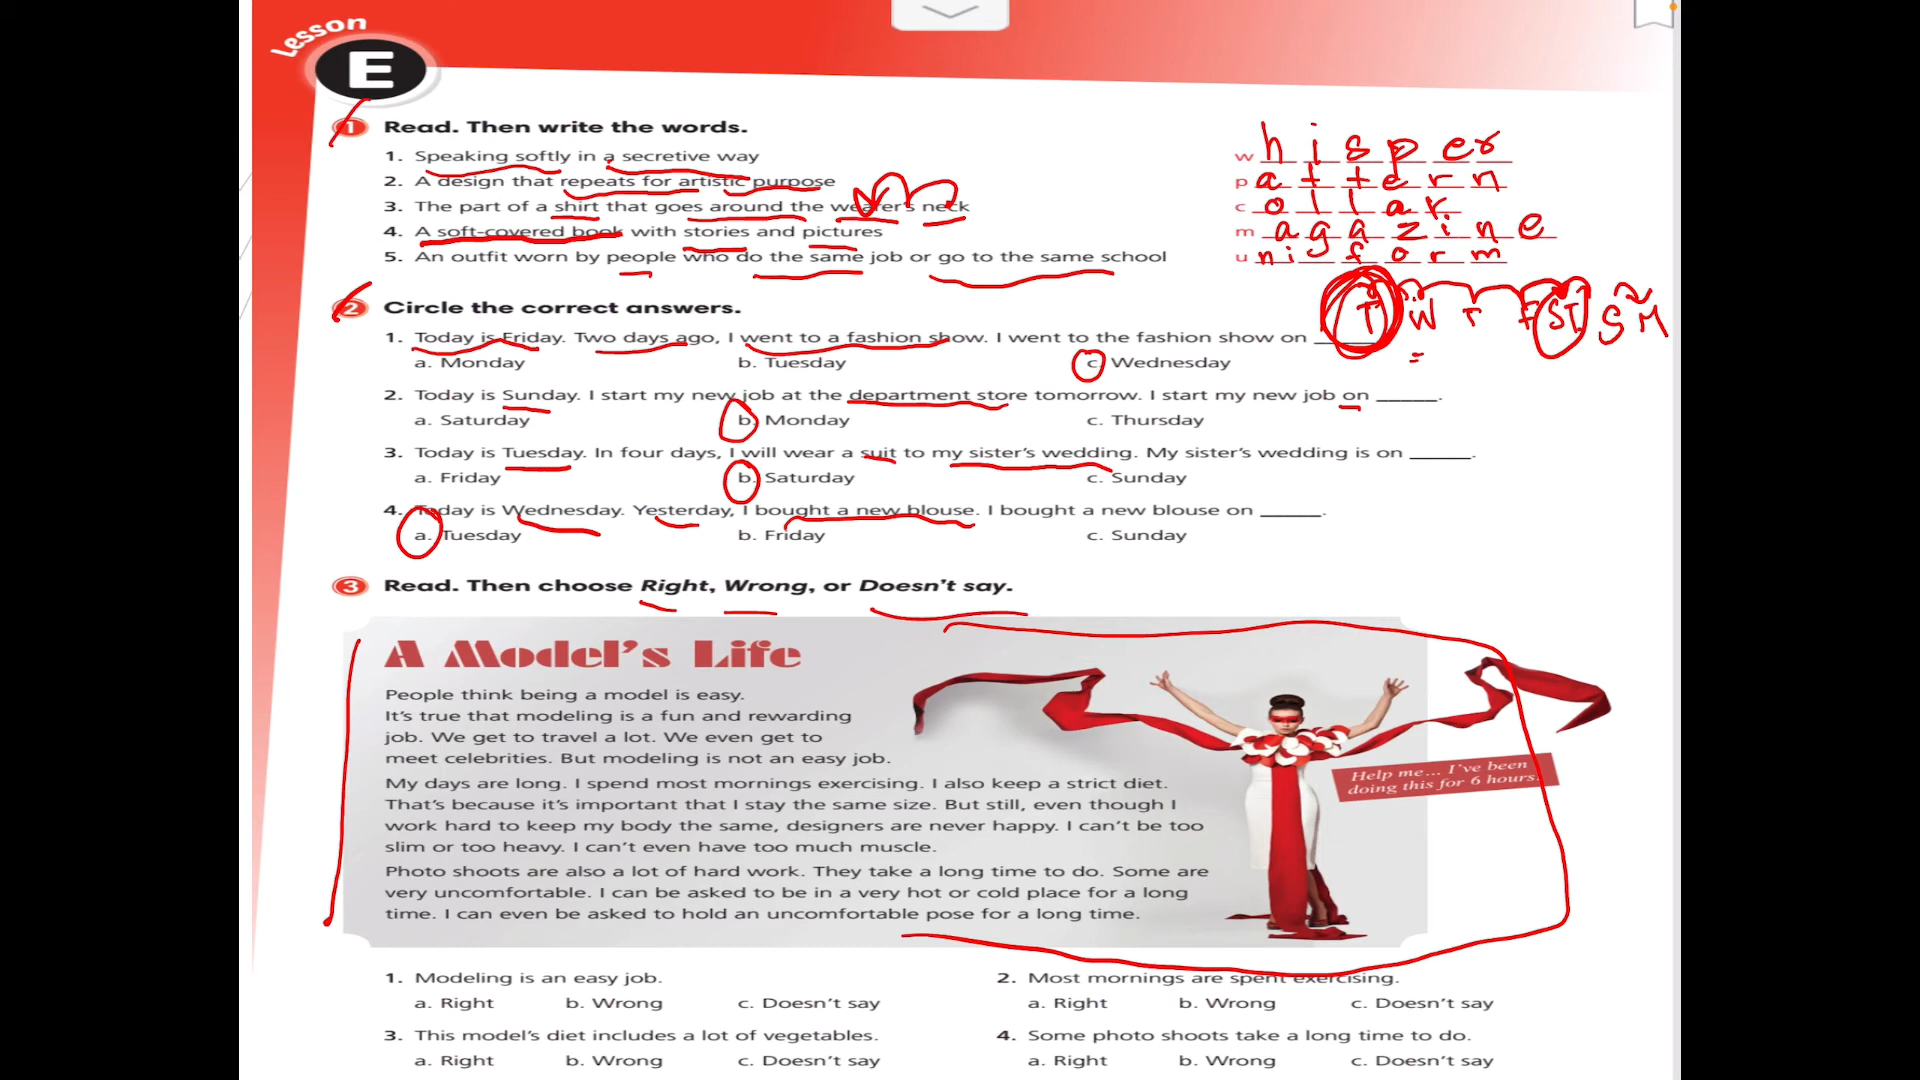 Lesson
E
1 Read. Then write the words.
1. Speaking softly in a secretive way w h i s p e r
2. A design that repeats for artistic purpose p a t t e r n
3. The part of a shirt that goes around the wearer's neck c o l l a r
4. A soft-covered book with stories and pictures m a g a z i n e
5. An outfit worn by people who do the same job or go to the same school u n i f o r m
T W T F ST S M
2 Circle the correct answers.
1. Today is Friday. Two days ago, I went to a fashion show. I went to the fashion show on ______
a. Monday b. Tuesday c. Wednesday
2. Today is Sunday. I start my new job at the department store tomorrow. I start my new job on ______.
a. Saturday b. Monday c. Thursday
3. Today is Tuesday. In four days, I will wear a suit to my sister's wedding. My sister's wedding is on ______.
a. Friday b. Saturday c. Sunday
4. Today is Wednesday. Yesterday, I bought a new blouse. I bought a new blouse on ______.
a. Tuesday b. Friday c. Sunday
3 Read. Then choose Right, Wrong, or Doesn't say.
A Model's Life
People think being a model is easy.
It's true that modeling is a fun and rewarding
job. We get to travel a lot. We even get to
meet celebrities. But modeling is not an easy job.
My days are long. I spend most mornings exercising. I also keep a strict diet.
That's because it's important that I stay the same size. But still, even though I
work hard to keep my body the same, designers are never happy. I can't be too
slim or too heavy. I can't even have too much muscle.
Photo shoots are also a lot of hard work. They take a long time to do. Some are
very uncomfortable. I can be asked to be in a very hot or cold place for a long
time. I can even be asked to hold an uncomfortable pose for a long time.
Help me... I've been
doing this for 6 hours.
1. Modeling is an easy job.
a. Right b. Wrong c. Doesn't say
2. Most mornings are spent exercising.
a. Right b. Wrong c. Doesn't say
3. This model's diet includes a lot of vegetables.
a. Right b. Wrong c. Doesn't say
4. Some photo shoots take a long time to do.
a. Right b. Wrong c. Doesn't say